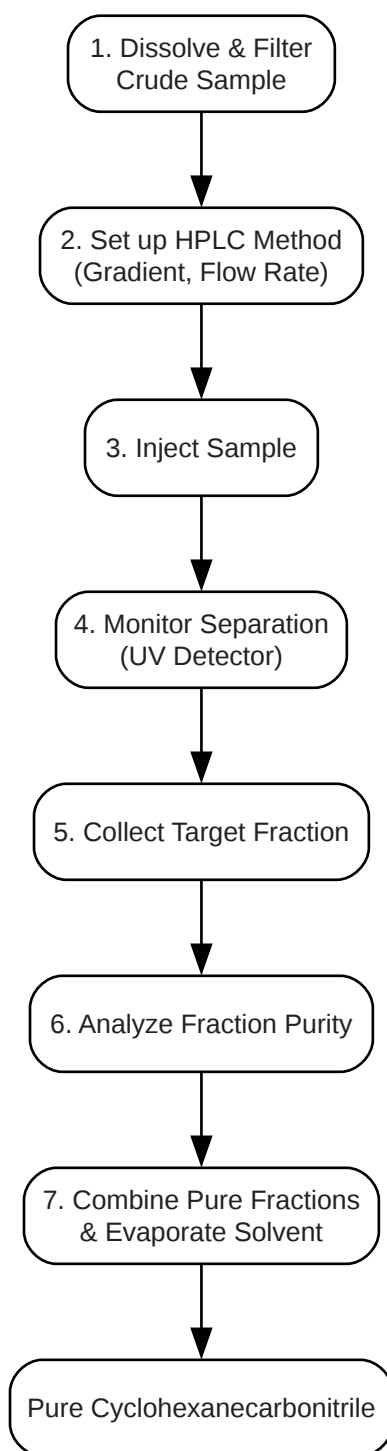 1. Dissolve & Filter
Crude Sample
2. Set up HPLC Method
(Gradient, Flow Rate)
3. Inject Sample
4. Monitor Separation
(UV Detector)
5. Collect Target Fraction
6. Analyze Fraction Purity
7. Combine Pure Fractions
& Evaporate Solvent
Pure Cyclohexanecarbonitrile